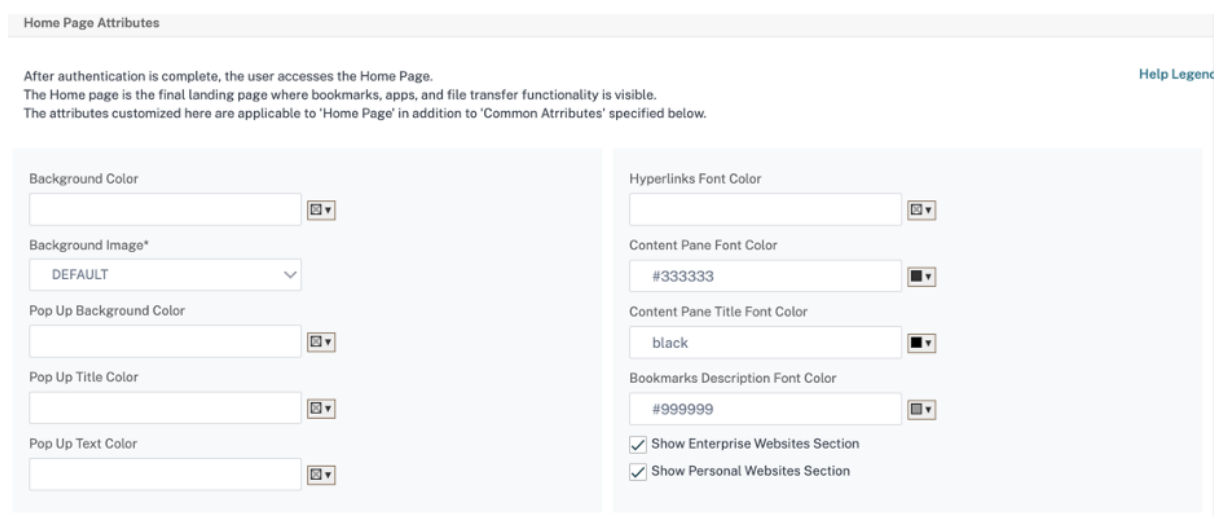 Home Page Attributes
After authentication is complete, the user accesses the Home Page.
Help Legend
The Home page is the final landing page where bookmarks, apps, and file transfer functionality is visible.
The attributes customized here are applicable to 'Home Page' in addition to 'Common Atrributes' specified below.
Background Color
Background Image*
DEFAULT
Pop Up Background Color
Pop Up Title Color
Pop Up Text Color
Hyperlinks Font Color
Content Pane Font Color
#333333
Content Pane Title Font Color
black
Bookmarks Description Font Color
#999999
Show Enterprise Websites Section
Show Personal Websites Section